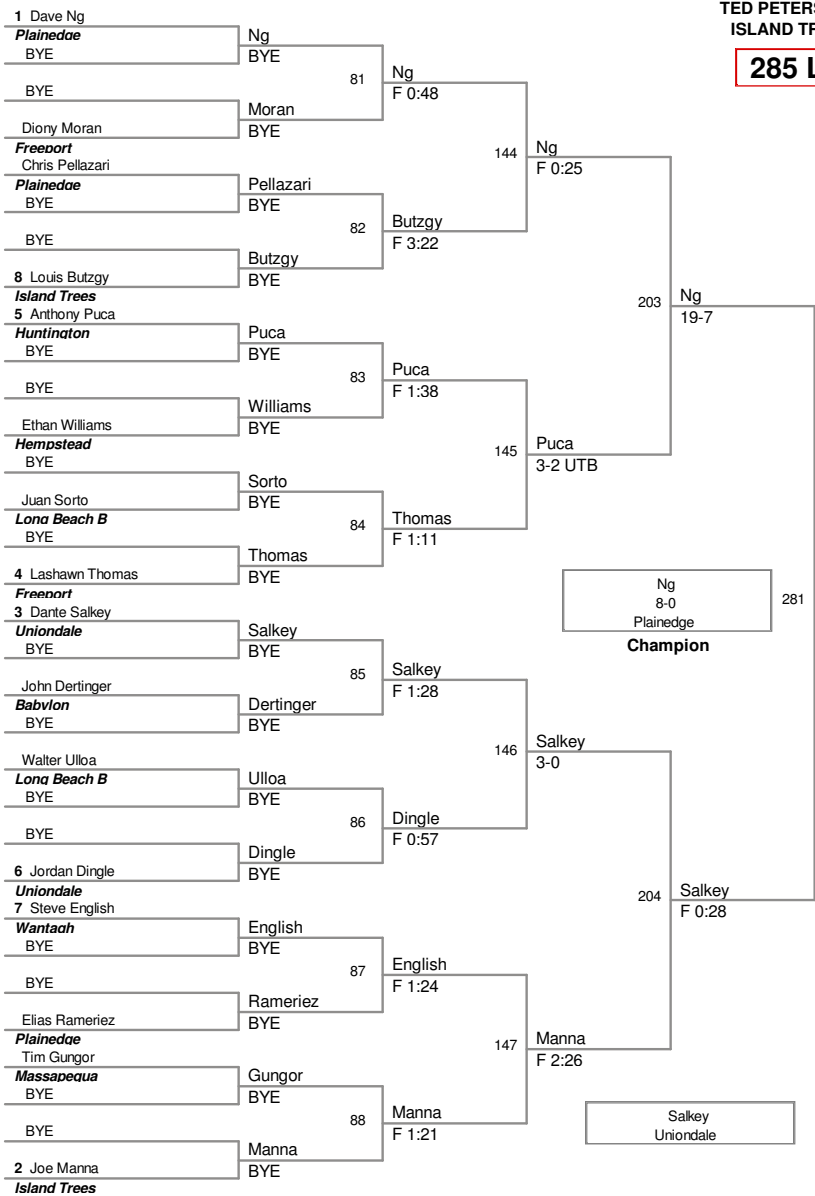 TED PETERS
ISLAND TR
285 L
1 Dave Ng
Plainedge
BYE
BYE
Diony Moran
Freeport
Chris Pellazari
Plainedge
BYE
BYE
8 Louis Butzgy
Island Trees
5 Anthony Puca
Huntington
BYE
BYE
Ethan Williams
Hempstead
BYE
Juan Sorto
Long Beach B
BYE
4 Lashawn Thomas
Freeport
3 Dante Salkey
Uniondale
BYE
John Dertinger
Babylon
BYE
Walter Ulloa
Long Beach B
BYE
BYE
6 Jordan Dingle
Uniondale
7 Steve English
Wantagh
BYE
BYE
Elias Rameriez
Plainedge
Tim Gungor
Massapequa
BYE
BYE
2 Joe Manna
Island Trees
Ng
BYE
Moran
BYE
Pellazari
BYE
Butzgy
BYE
Puca
BYE
Williams
BYE
Sorto
BYE
Thomas
BYE
Salkey
BYE
Dertinger
BYE
Ulloa
BYE
Dingle
BYE
English
BYE
Rameriez
BYE
Gungor
BYE
Manna
BYE
81
Ng
F 0:48
82
Butzgy
F 3:22
83
Puca
F 1:38
84
Thomas
F 1:11
85
Salkey
F 1:28
86
Dingle
F 0:57
87
English
F 1:24
88
Manna
F 1:21
144
Ng
F 0:25
145
Puca
3-2 UTB
146
Salkey
3-0
147
Manna
F 2:26
203
Ng
19-7
204
Salkey
F 0:28
Ng
8-0
Plainedge
281
Champion
Salkey
Uniondale